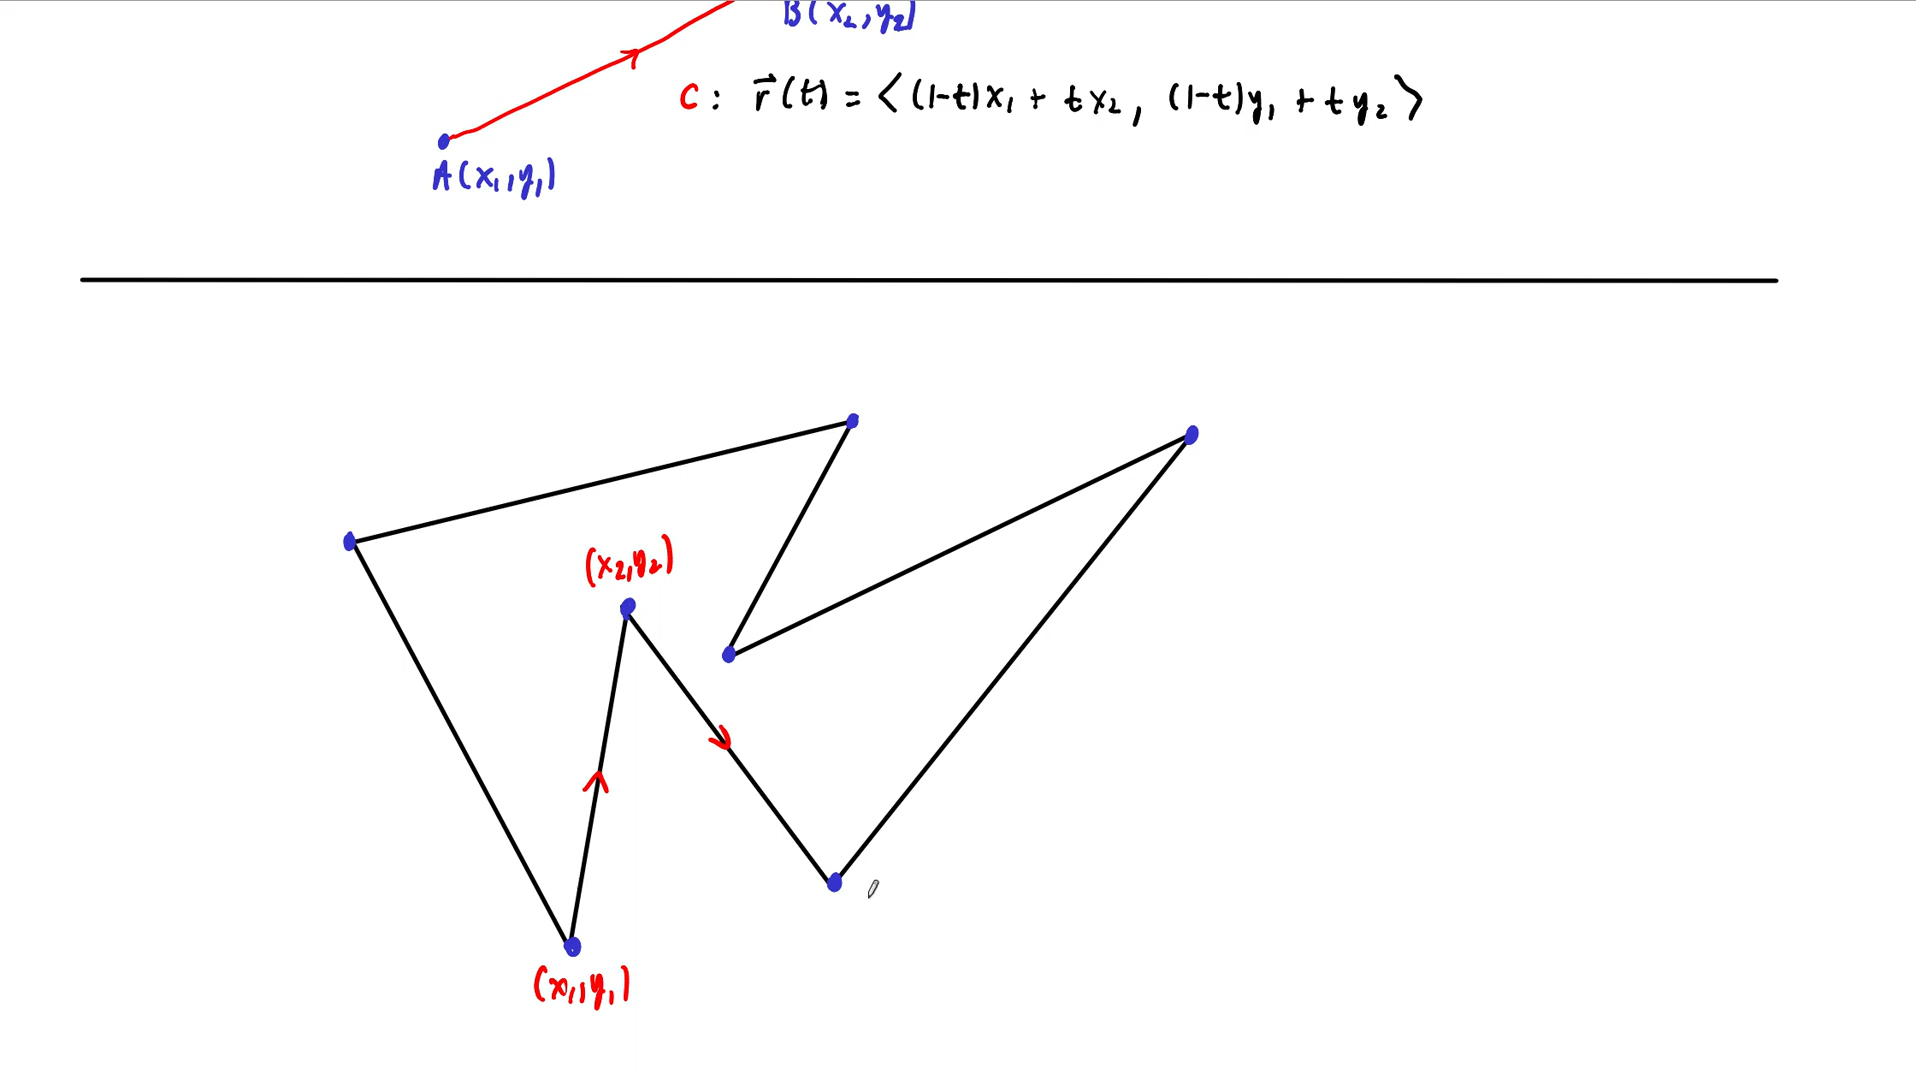 B(x₂,y₂)
C: r⃗(t) = <(1-t)x₁ + tx₂, (1-t)y₁ + ty₂>
A(x₁,y₁)
(x₂,y₂)
(x₁,y₁)